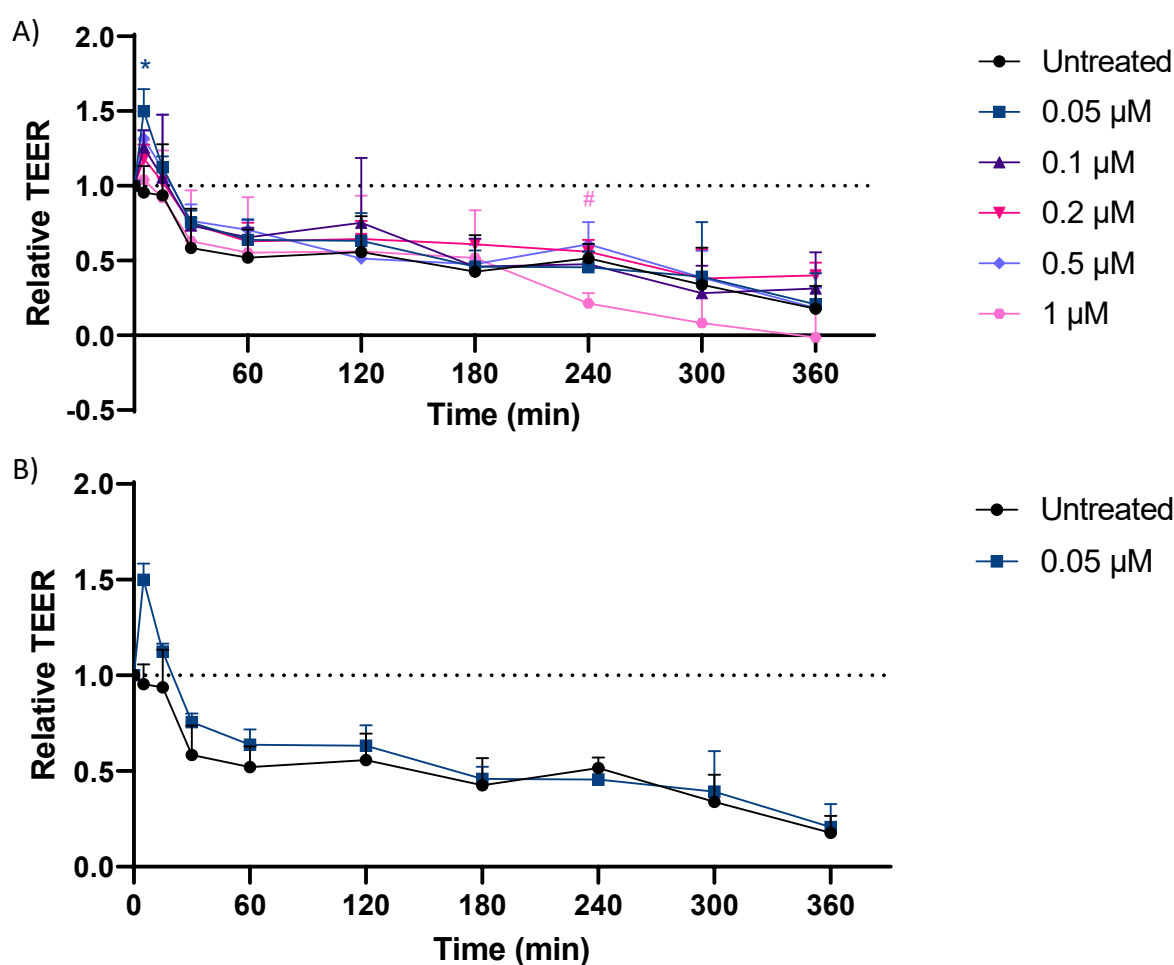 A)
2.0
1.5
1.0
0.5
0.0
-0.5
Relative TEER
*
#
60 120 180 240 300 360
Time (min)
Untreated
0.05 µM
0.1 µM
0.2 µM
0.5 µM
1 µM
B)
2.0
1.5
1.0
0.5
0.0
Relative TEER
0 60 120 180 240 300 360
Time (min)
Untreated
0.05 µM